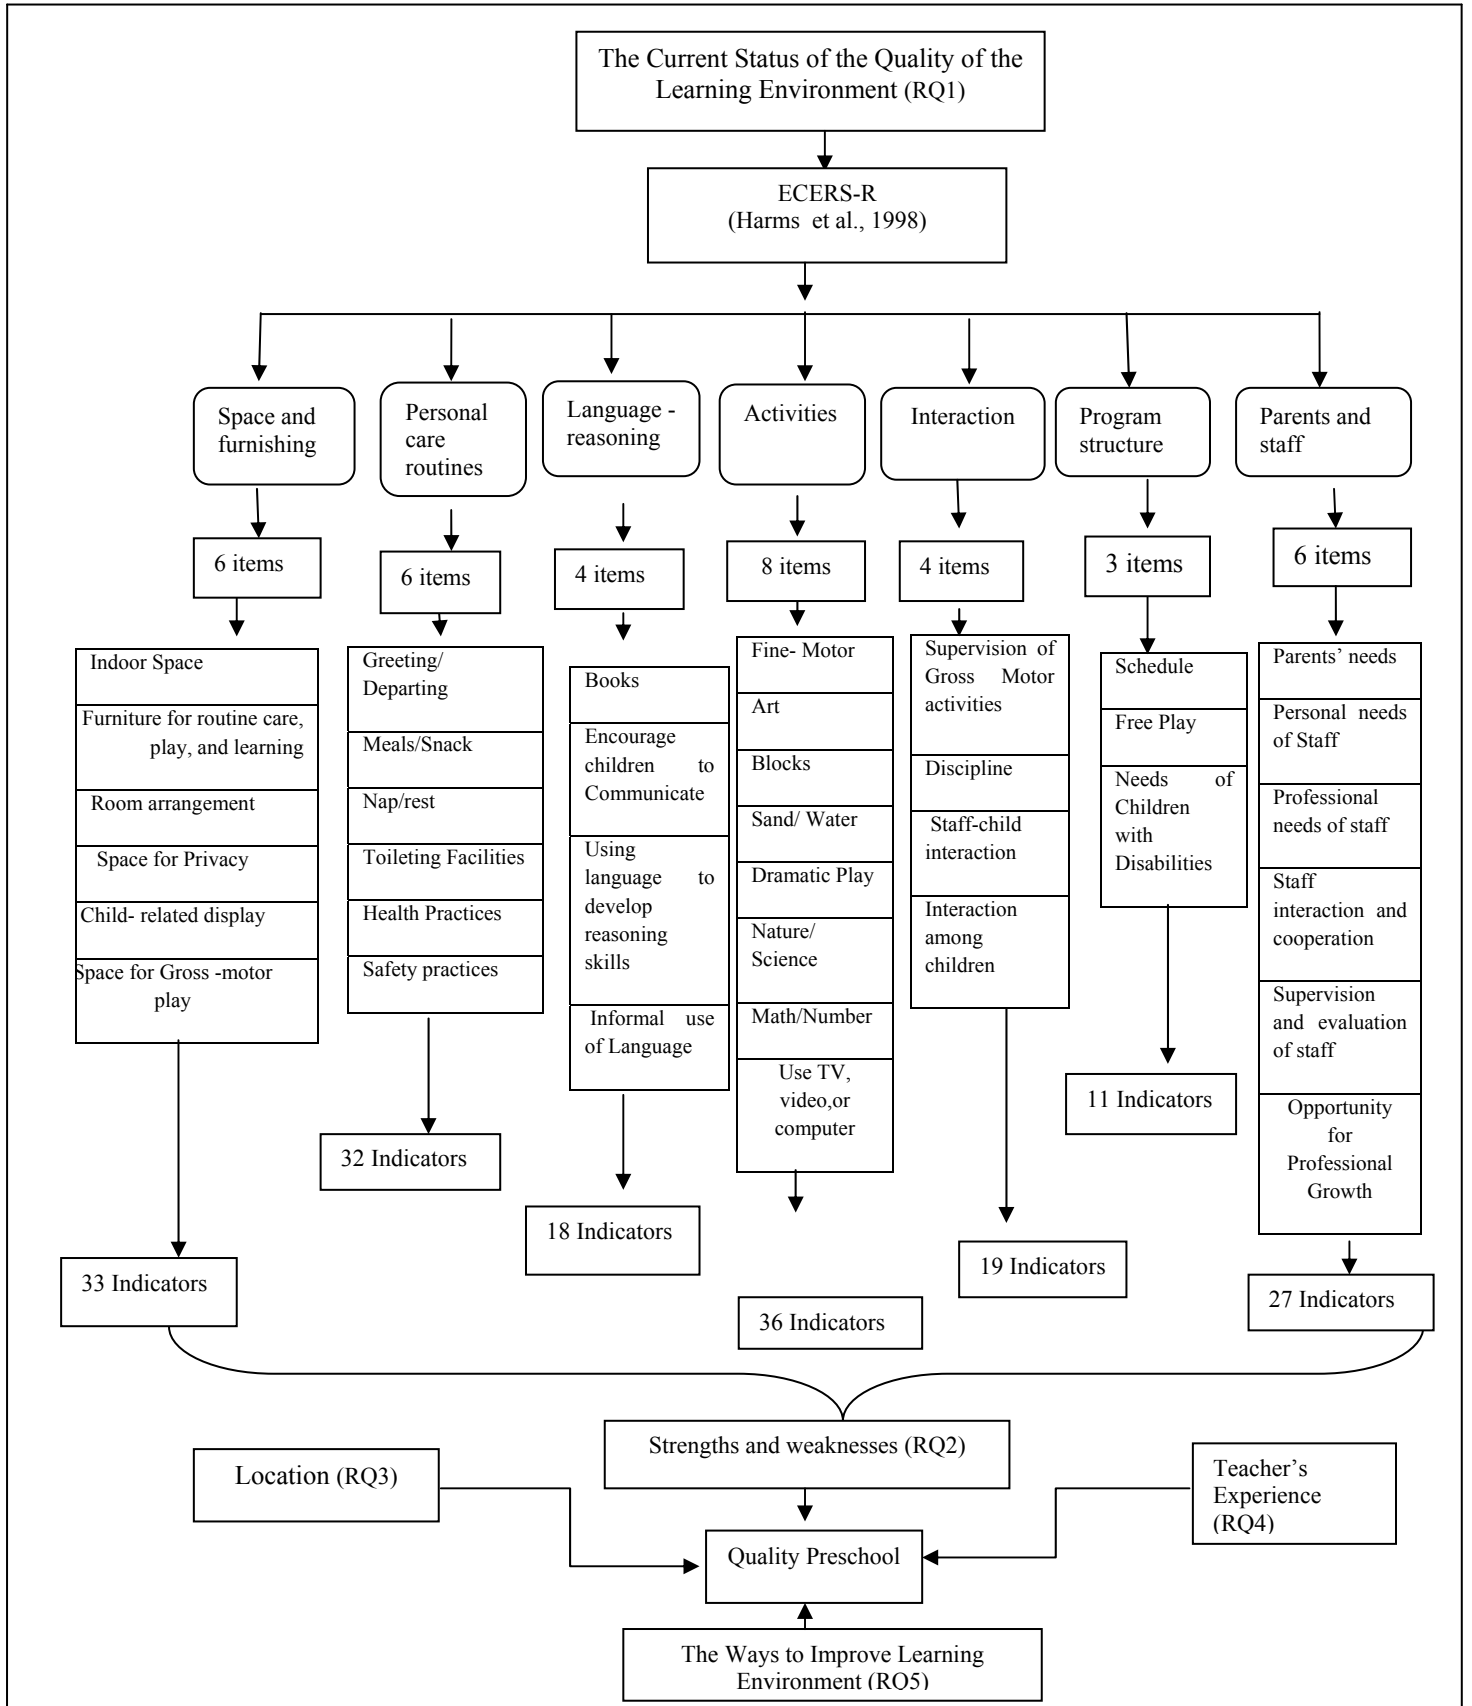 The Current Status of the Quality of the
Learning Environment (RQ1)
ECERS-R
(Harms et al., 1998)
Space and
furnishing
Personal
care
routines
Language -
reasoning
Activities
Interaction
Program
structure
Parents and
staff
6 items
6 items
4 items
8 items
4 items
3 items
6 items
Indoor Space
Furniture for routine care,
play, and learning
Room arrangement
Space for Privacy
Child- related display
Space for Gross -motor
play
Greeting/
Departing
Meals/Snack
Nap/rest
Toileting Facilities
Health Practices
Safety practices
Books
Encourage
children to
Communicate
Using
language to
develop
reasoning
skills
Informal use
of Language
Fine- Motor
Art
Blocks
Sand/ Water
Dramatic Play
Nature/
Science
Math/Number
Use TV,
video,or
computer
Supervision of
Gross Motor
activities
Discipline
Staff-child
interaction
Interaction
among
children
Schedule
Free Play
Needs of
Children
with
Disabilities
Parents’ needs
Personal needs
of Staff
Professional
needs of staff
Staff
interaction and
cooperation
Supervision
and evaluation
of staff
Opportunity
for
Professional
Growth
33 Indicators
32 Indicators
18 Indicators
36 Indicators
19 Indicators
11 Indicators
27 Indicators
Strengths and weaknesses (RQ2)
Location (RQ3)
Teacher’s
Experience
(RQ4)
Quality Preschool
The Ways to Improve Learning
Environment (RQ5)